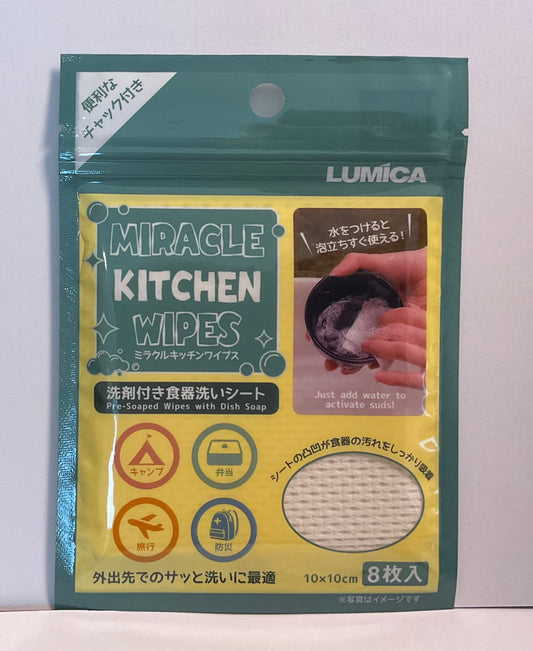 便利な
チャック付き
LUMICA
MIRACLE
KITCHEN
WIPES
ミラクルキッチンワイプス
水をつけると
泡立ちすぐ使える!
洗剤付き食器洗いシート
Pre-Soaped Wipes with Dish Soap
Just add water to
activate suds!
キャンプ
弁当
シートの凸凹が食器の汚れをしっかり吸着
旅行
防災
外出先でのサッと洗いに最適
10×10cm
8枚入
※写真はイメージです